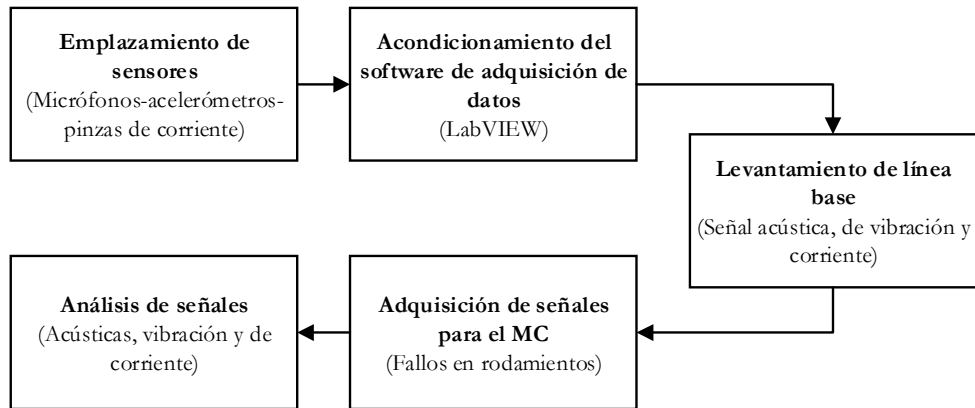 Emplazamiento de
sensores
(Micrófonos-acelerómetros-
pinzas de corriente)
Acondicionamiento del
software de adquisición de
datos
(LabVIEW)
Levantamiento de línea
base
(Señal acústica, de vibración y
corriente)
Adquisición de señales
para el MC
(Fallos en rodamientos)
Análisis de señales
(Acústicas, vibración y de
corriente)